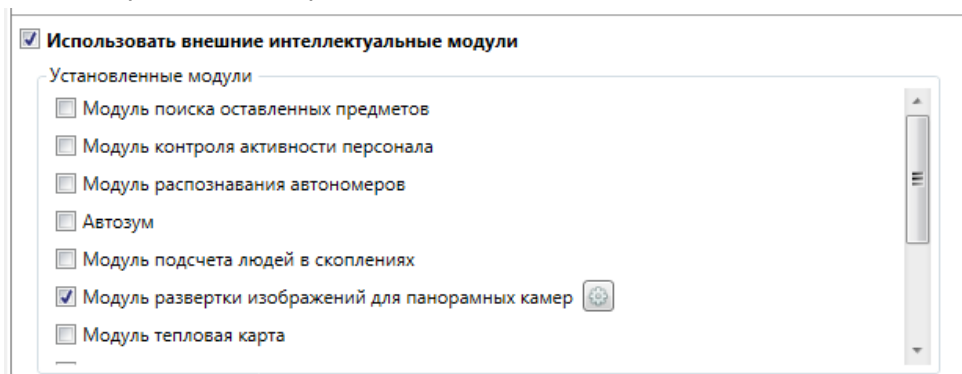 Использовать внешние интеллектуальные модули
Установленные модули
Модуль поиска оставленных предметов
Модуль контроля активности персонала
Модуль распознавания автономеров
Автозум
Модуль подсчета людей в скоплениях
Модуль развертки изображений для панорамных камер
Модуль тепловая карта